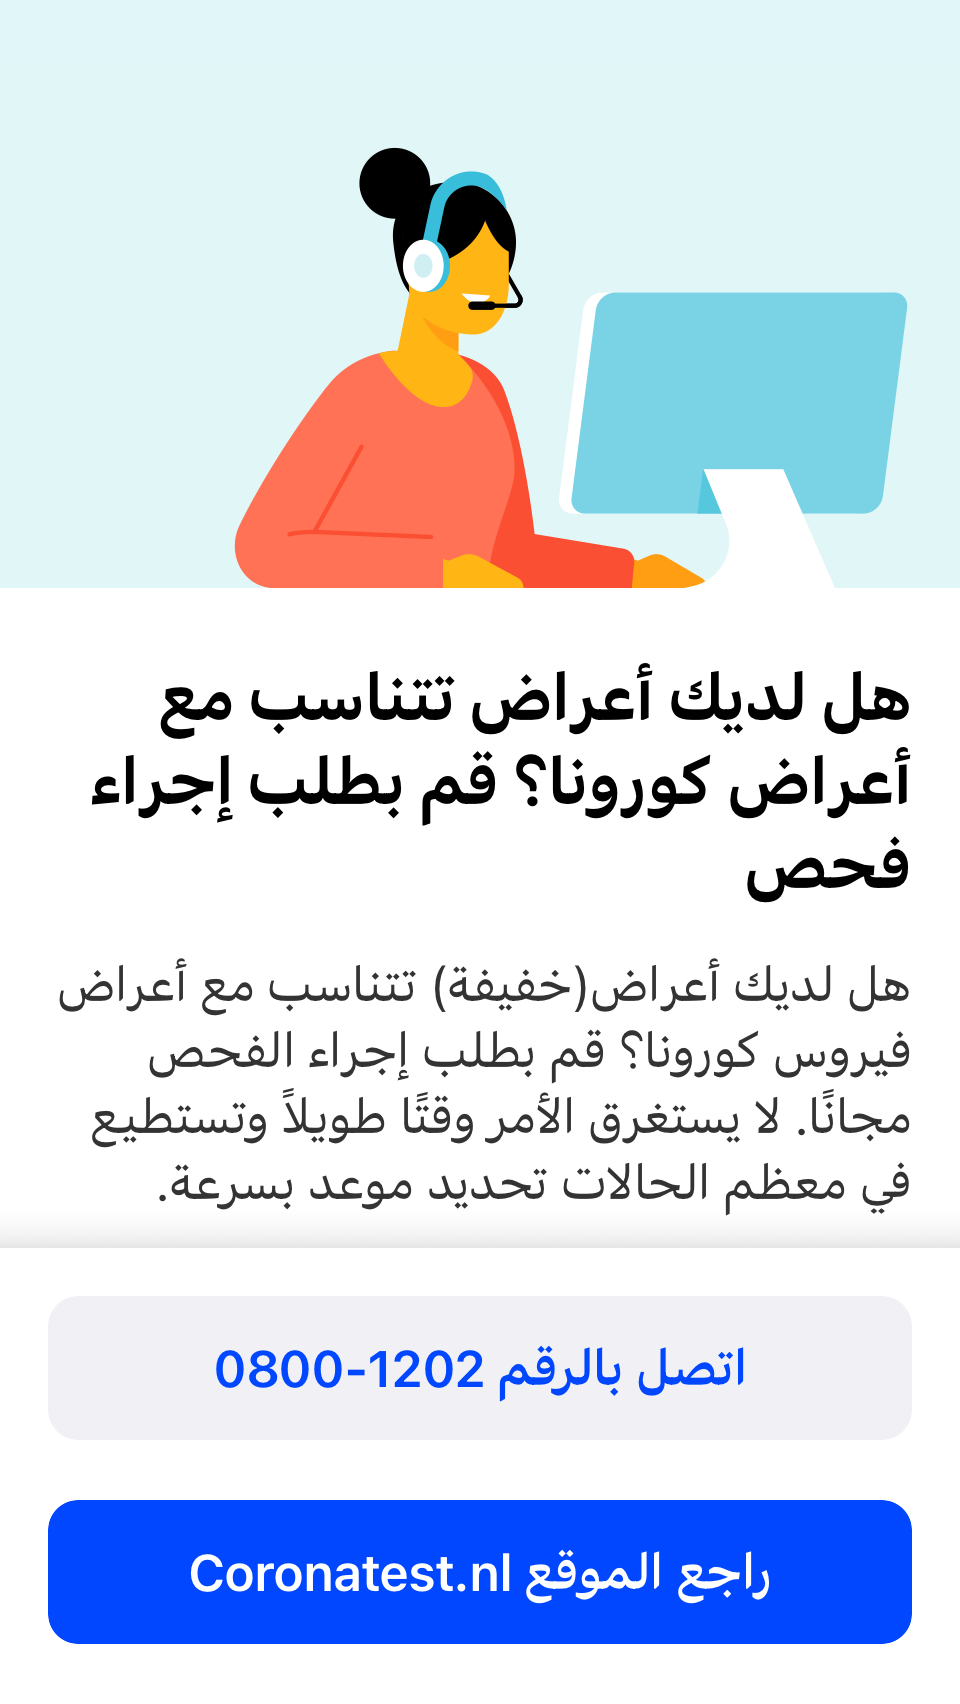 هل لديك أعراض تتناسب مع
أعراض كورونا؟ قم بطلب إجراء
فحص
هل لديك أعراض(خفيفة) تتناسب مع أعراض
فيروس كورونا؟ قم بطلب إجراء الفحص
مجانًا. لا يستغرق الأمر وقتًا طويلاً وتستطيع
في معظم الحالات تحديد موعد بسرعة.
اتصل بالرقم 1202-0800
راجع الموقع Coronatest.nl